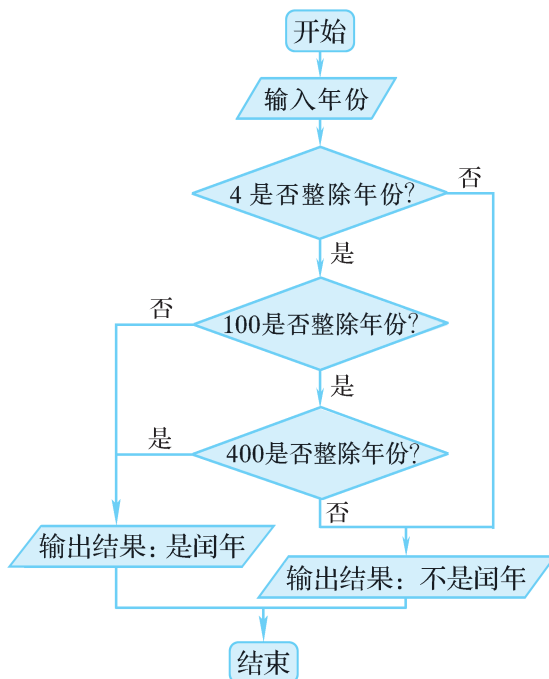 开始
输入年份
4 是否整除年份?
否
是
100是否整除年份?
否
是
400是否整除年份?
是
否
输出结果：是闰年
输出结果：不是闰年
结束